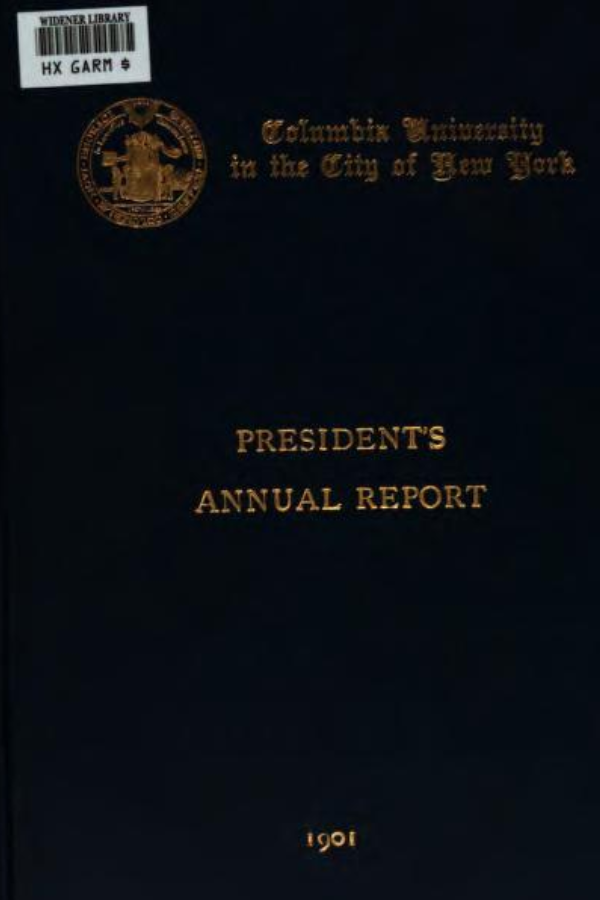 WIDENER LIBRARY
HX GARM $
Columbia University
in the City of New York
PRESIDENT'S
ANNUAL REPORT
1901